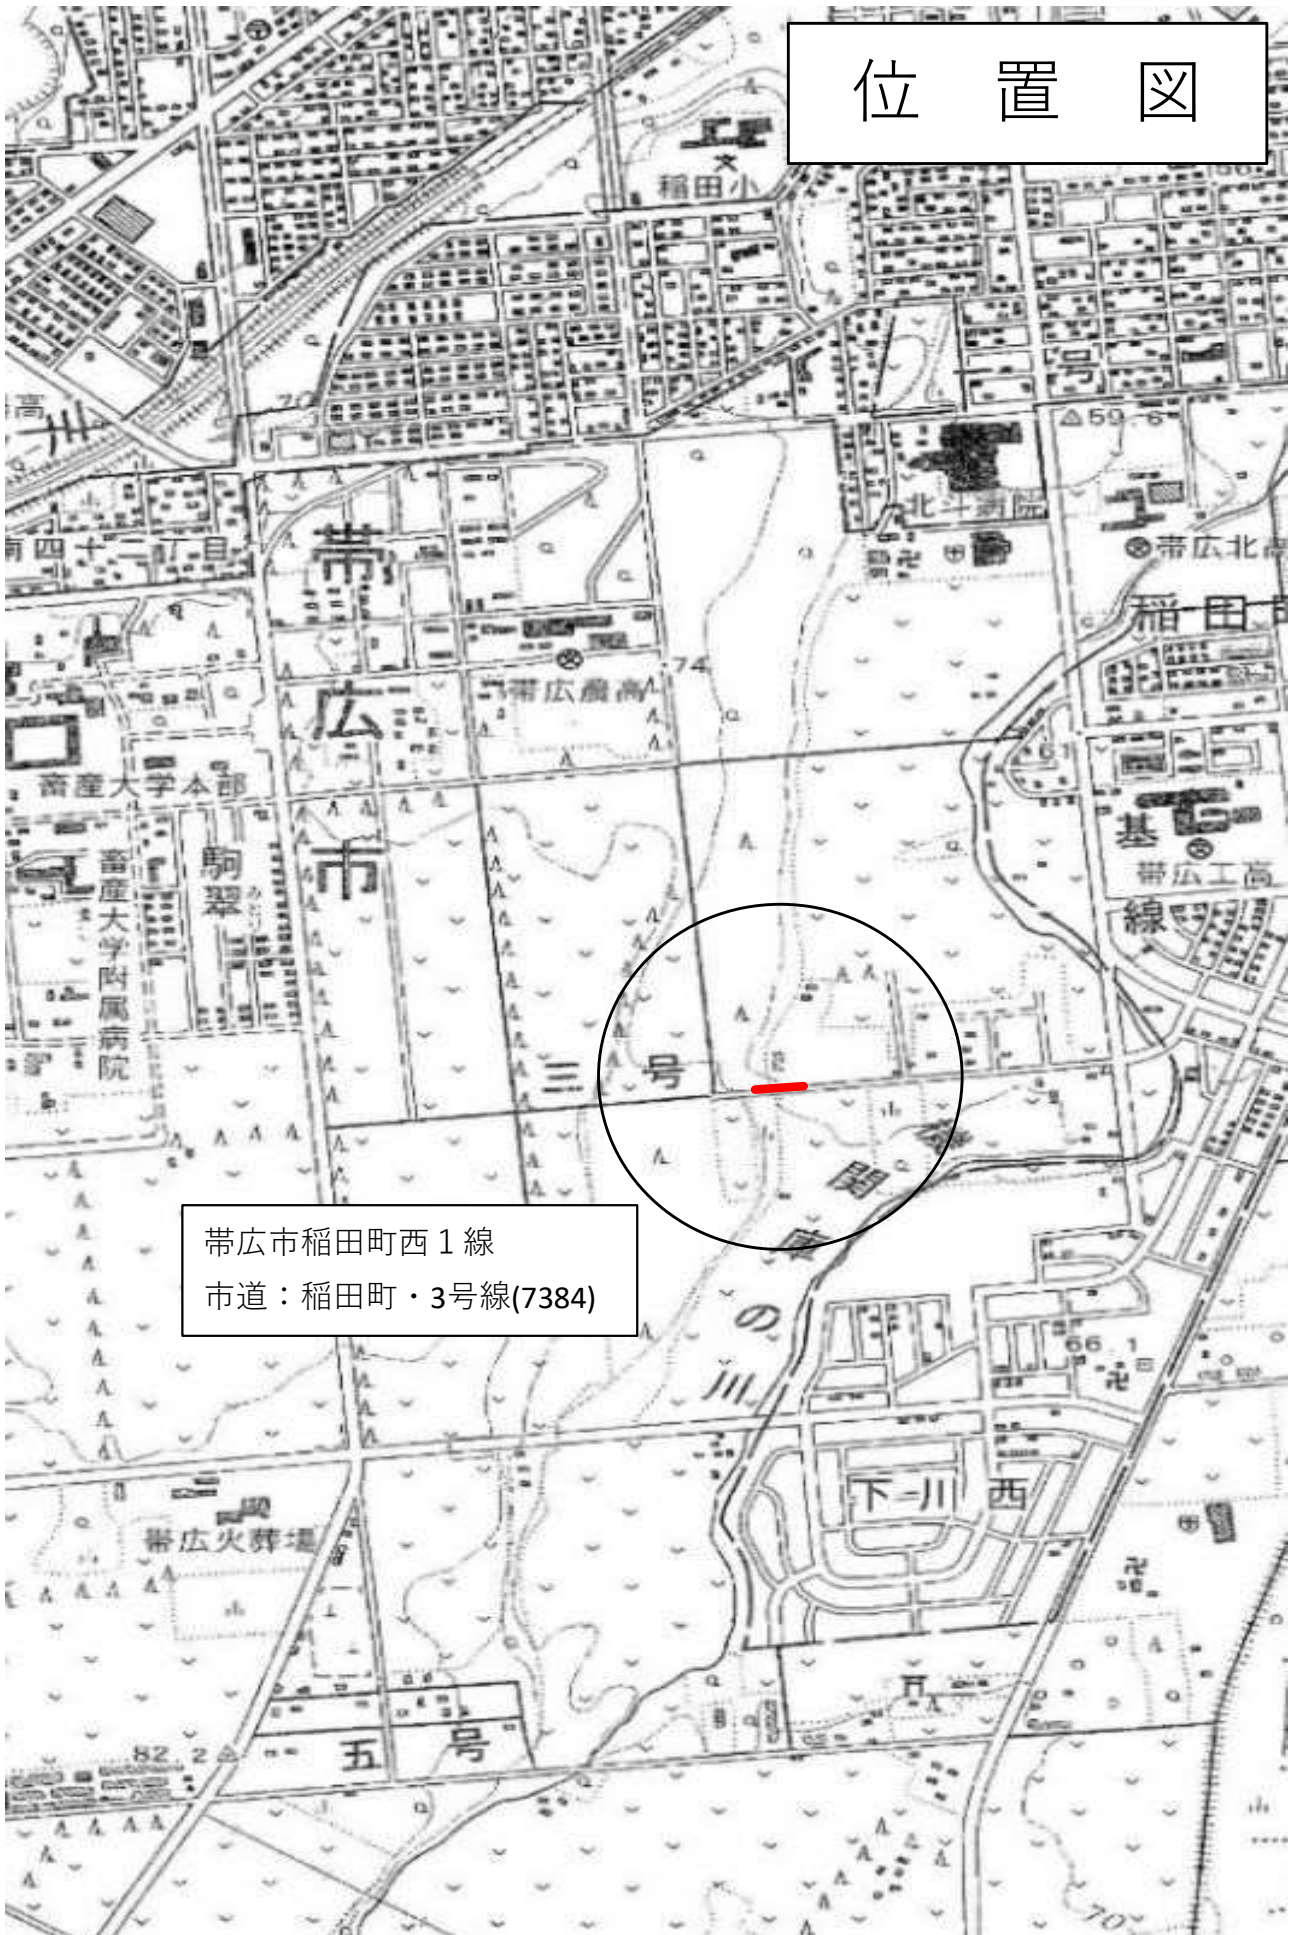 位置図
稲田小
70
59.6
北斗病院
帯広北高
南四十二丁目
帯広市
稲田町
74
帯広農高
61
畜産大学本部
基線
帯広工高
畜産大学附属病院
三号
帯広市稲田町西1線
市道：稲田町・3号線(7384)
の川
66.1
下川西
帯広火葬場
82.2
五号
70